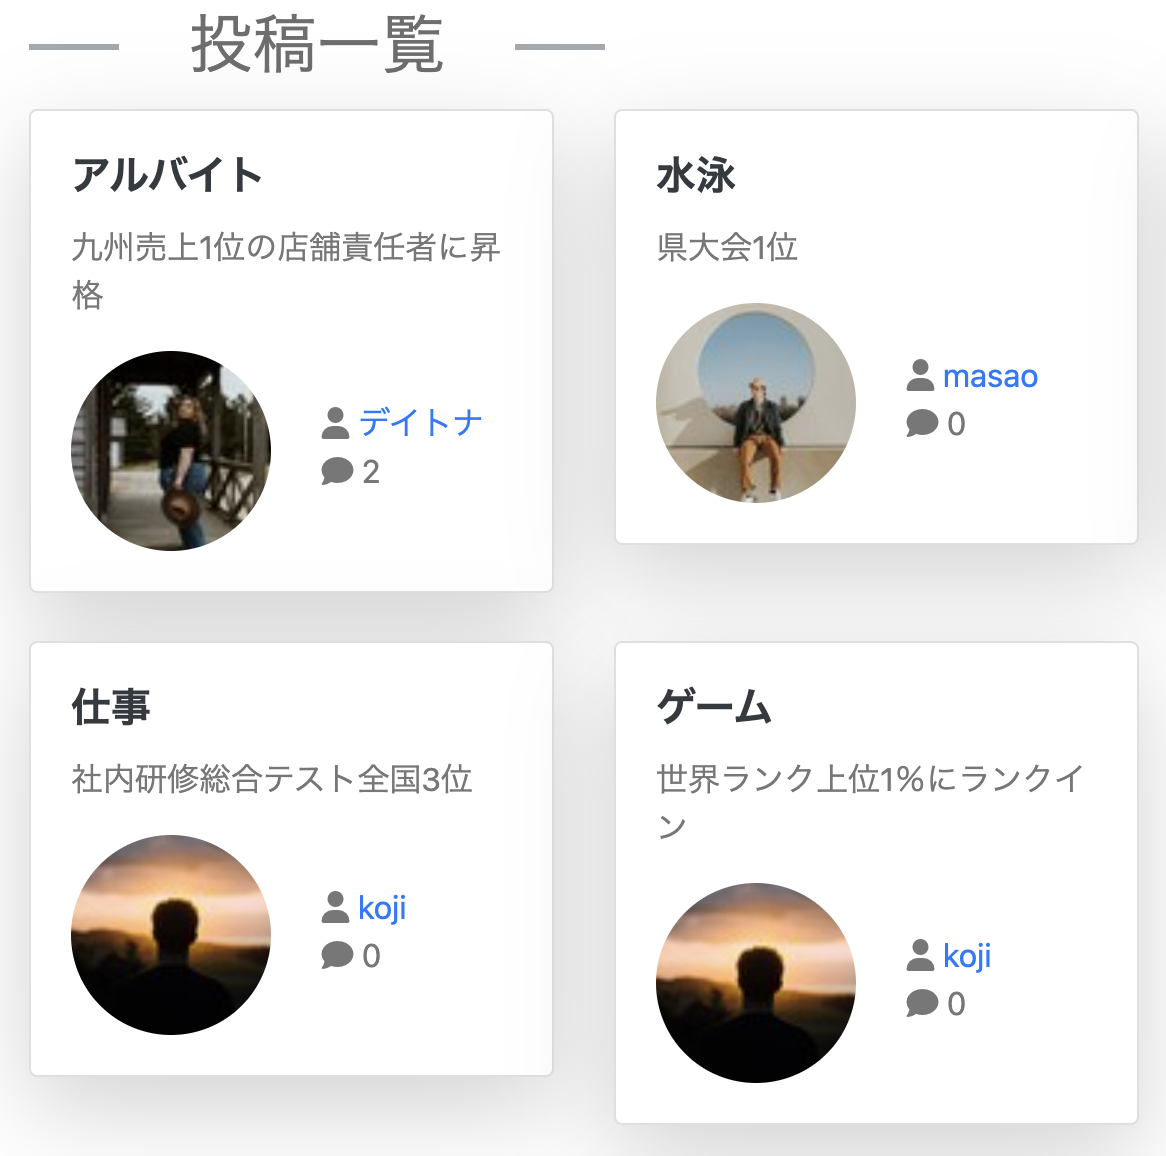 投稿一覧
アルバイト
九州売上1位の店舗責任者に昇
格
デイトナ
2
水泳
県大会1位
masao
0
仕事
社内研修総合テスト全国3位
koji
0
ゲーム
世界ランク上位1%にランクイ
ン
koji
0